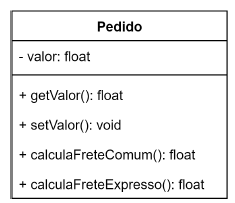 Pedido
- valor: float
+ getValor(): float
+ setValor(): void
+ calculaFreteComum(): float
+ calculaFreteExpresso(): float